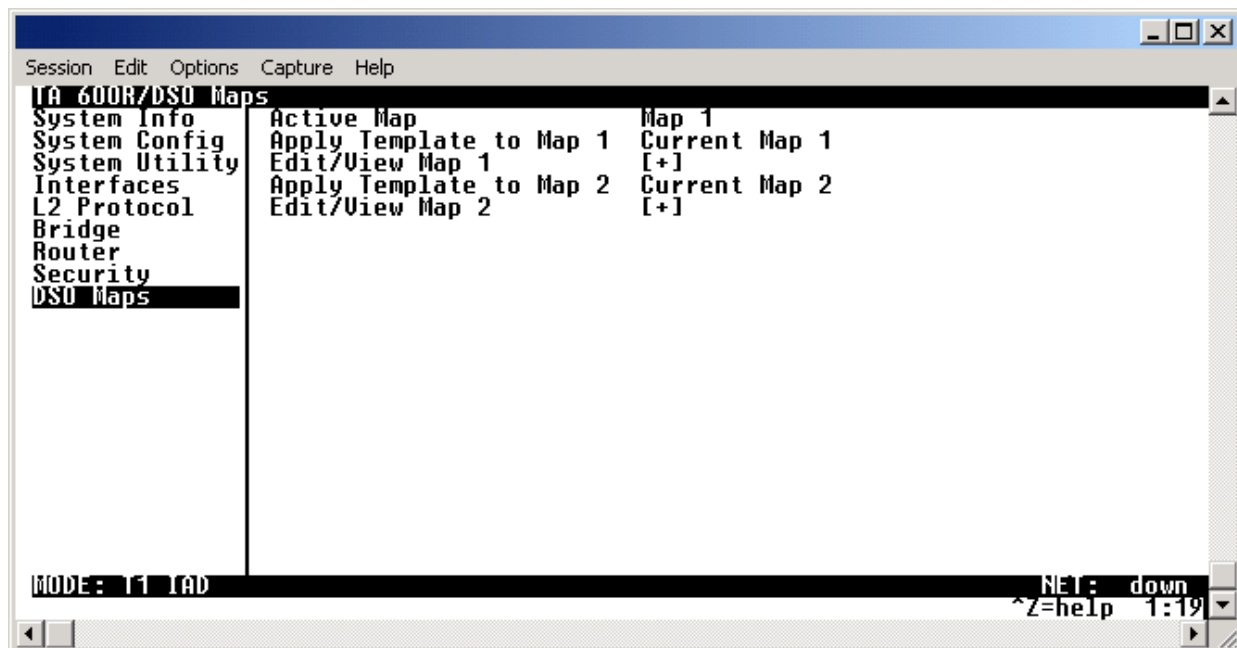 Session Edit Options Capture Help
TA 600R/DS0 Maps
System Info Active Map Map 1
System Config Apply Template to Map 1 Current Map 1
System Utility Edit/View Map 1 [+]
Interfaces Apply Template to Map 2 Current Map 2
L2 Protocol Edit/View Map 2 [+]
Bridge
Router
Security
DS0 Maps
MODE: T1 IAD NET: down
^Z=help 1:19